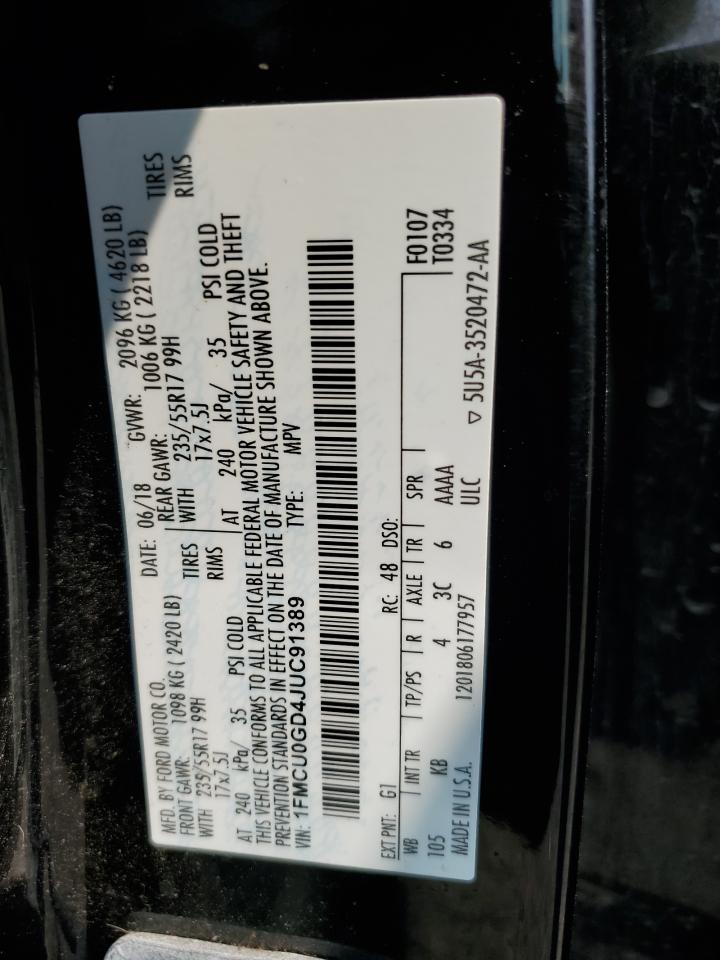 MFD. BY FORD MOTOR CO. DATE: 06/18 GVWR: 2096 KG ( 4620 LB)
FRONT GAWR: 1098 KG ( 2420 LB) REAR GAWR: 1006 KG ( 2218 LB)
WITH 235/55R17 99H TIRES WITH 235/55R17 99H TIRES
17x7.5J RIMS 17x7.5J RIMS
AT 240 kPa/ 35 PSI COLD AT 240 kPa/ 35 PSI COLD
THIS VEHICLE CONFORMS TO ALL APPLICABLE FEDERAL MOTOR VEHICLE SAFETY AND THEFT
PREVENTION STANDARDS IN EFFECT ON THE DATE OF MANUFACTURE SHOWN ABOVE.
VIN: 1FMCU0GD4JUC91389 TYPE: MPV
EXT PNT: G1 RC: 48 DSO: F0107
WB INT TR TP/PS R AXLE TR SPR T0334
105 KB 4 3C 6 AAAA
MADE IN U.S.A. 1201806177957 ULC ▽ 5U5A-3520472-AA